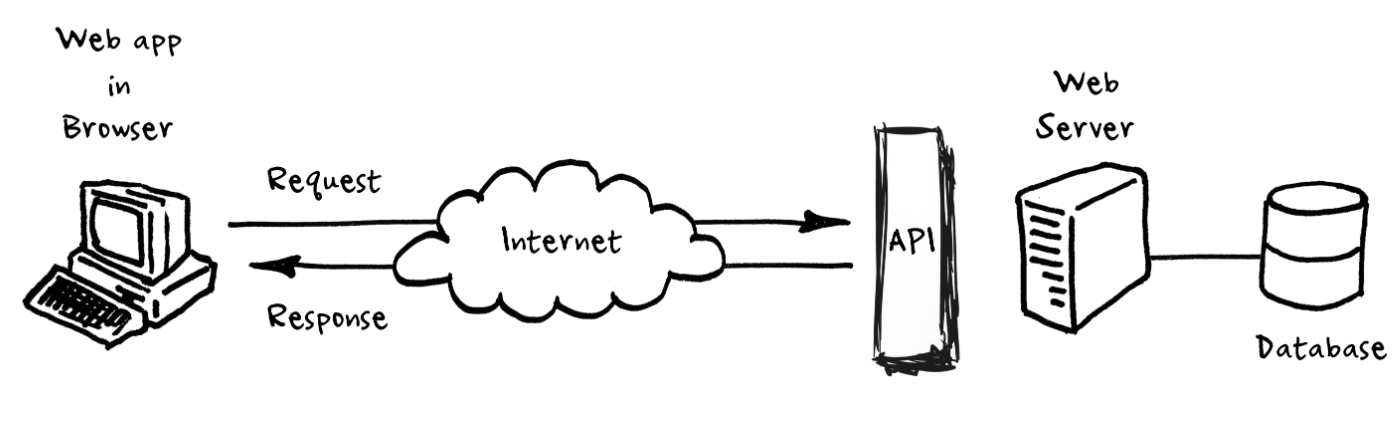 Web app
in
Browser
Request
Internet
Response
API
Web
Server
Database